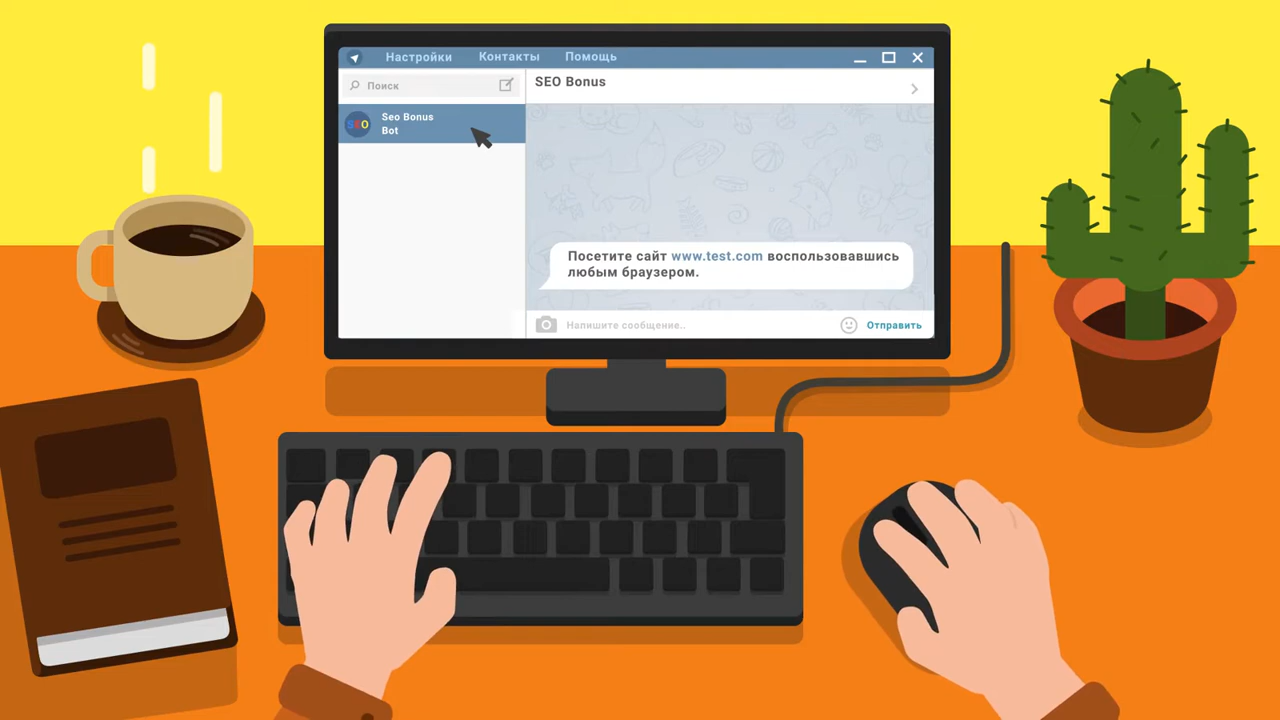 Настройки Контакты Помощь
Поиск
SEO Bonus
SEO
Seo Bonus
Bot
Посетите сайт www.test.com воспользовавшись
любым браузером.
Напишите сообщение..
Отправить